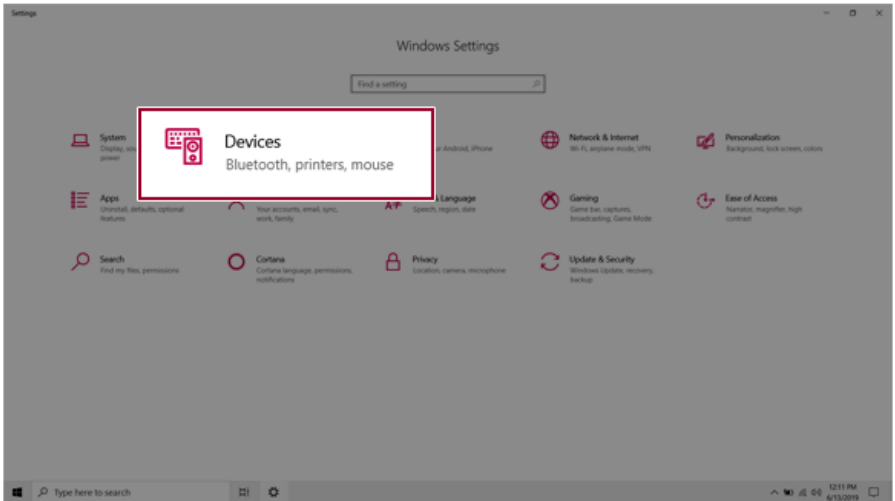 Settings
Windows Settings
Find a setting
System
Display, sou
power
Devices
Bluetooth, printers, mouse
ur Android, iPhone
Network & Internet
Wi-Fi, airplane mode, VPN
Personalization
Background, lock screen, colors
Apps
Uninstall, defaults, optional
features
Your accounts, email, sync,
work, family
& Language
Speech, region, date
Gaming
Game bar, captures,
broadcasting, Game Mode
Ease of Access
Narrator, magnifier, high
contrast
Search
Find my files, permissions
Cortana
Cortana language, permissions,
notifications
Privacy
Location, camera, microphone
Update & Security
Windows Update, recovery,
backup
Type here to search
12:11 PM
6/13/2019